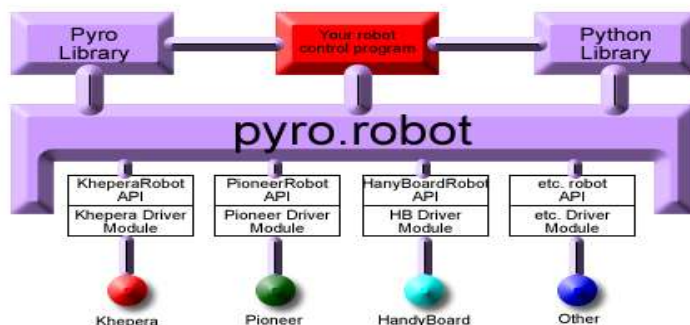 Pyro
Library
Your robot
control program
Python
Library
pyro.robot
KheperaRobot
API
PioneerRobot
API
HanyBoardRobot
API
etc. robot
API
Khepera Driver
Module
Pioneer Driver
Module
HB Driver
Module
etc. Driver
Module
Khepera
Pioneer
HandyBoard
Other